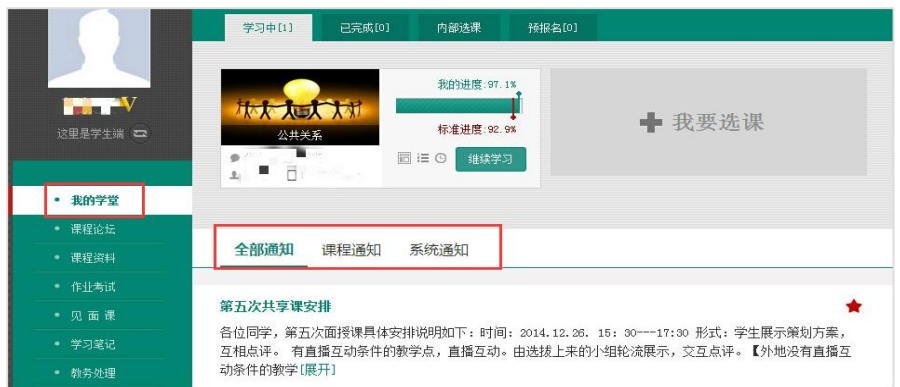 学习中[1]
已完成[0]
内部选课
预报名[0]
V
这里是学生端
公共关系
我的进度:97.1%
标准进度:92.9%
继续学习
我要选课
我的学堂
课程论坛
课程资料
作业考试
见 面 课
学习笔记
教务处理
全部通知
课程通知
系统通知
第五次共享课安排
各位同学，第五次面授课具体安排说明如下：时间：2014.12.26. 15：30---17:30 形式：学生展示策划方案，
互相点评。 有直播互动条件的教学点，直播互动。由选拔上来的小组轮流展示，交互点评。【外地没有直播互
动条件的教学[展开]